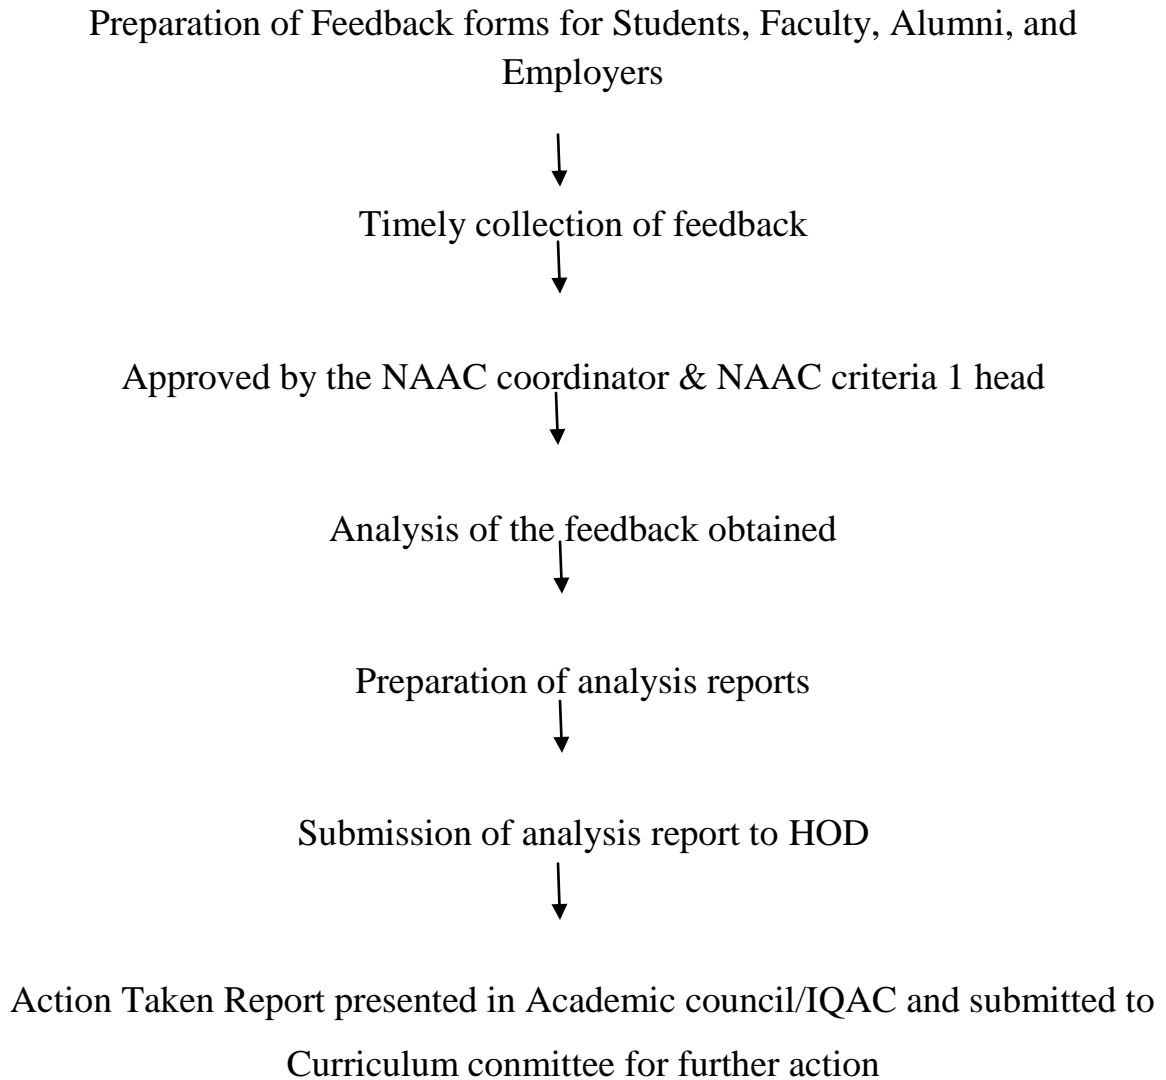 Preparation of Feedback forms for Students, Faculty, Alumni, and
Employers
Timely collection of feedback
Approved by the NAAC coordinator & NAAC criteria 1 head
Analysis of the feedback obtained
Preparation of analysis reports
Submission of analysis report to HOD
Action Taken Report presented in Academic council/IQAC and submitted to
Curriculum conmittee for further action